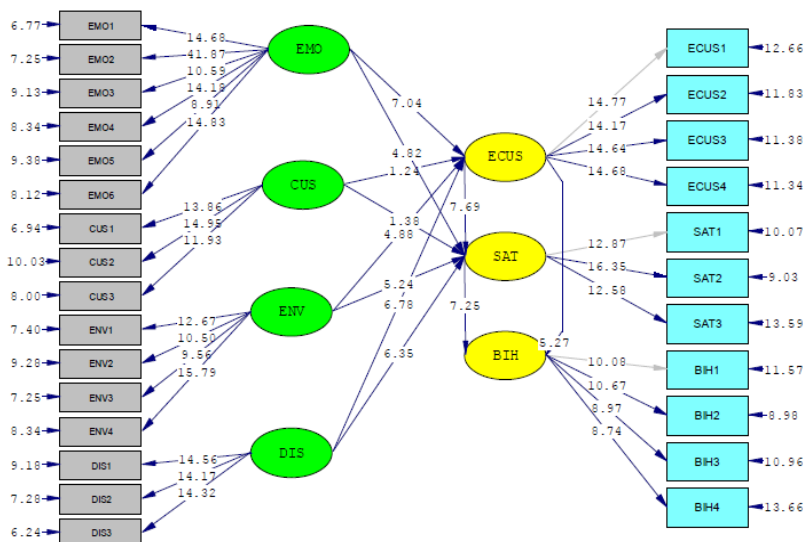 6.77 EMO1
7.25 EMO2
9.13 EMO3
8.34 EMO4
9.38 EMO5
8.12 EMO6
6.94 CUS1
10.03 CUS2
8.00 CUS3
7.40 ENV1
9.28 ENV2
7.25 ENV3
8.34 ENV4
9.18 DIS1
7.28 DIS2
6.24 DIS3
14.68
41.87
10.59
14.18
8.91
14.83
13.86
14.95
11.93
12.67
10.50
9.56
15.79
14.56
14.17
14.32
EMO
CUS
ENV
DIS
7.04
4.82
1.24
1.38
4.88
5.24
6.78
6.35
ECUS
7.69
SAT
7.25
BIH
5.27
14.77
14.17
14.64
14.68
12.87
16.35
12.58
10.08
10.67
8.97
8.74
ECUS1 12.66
ECUS2 11.83
ECUS3 11.38
ECUS4 11.34
SAT1 10.07
SAT2 9.03
SAT3 13.59
BIH1 11.57
BIH2 8.98
BIH3 10.96
BIH4 13.66